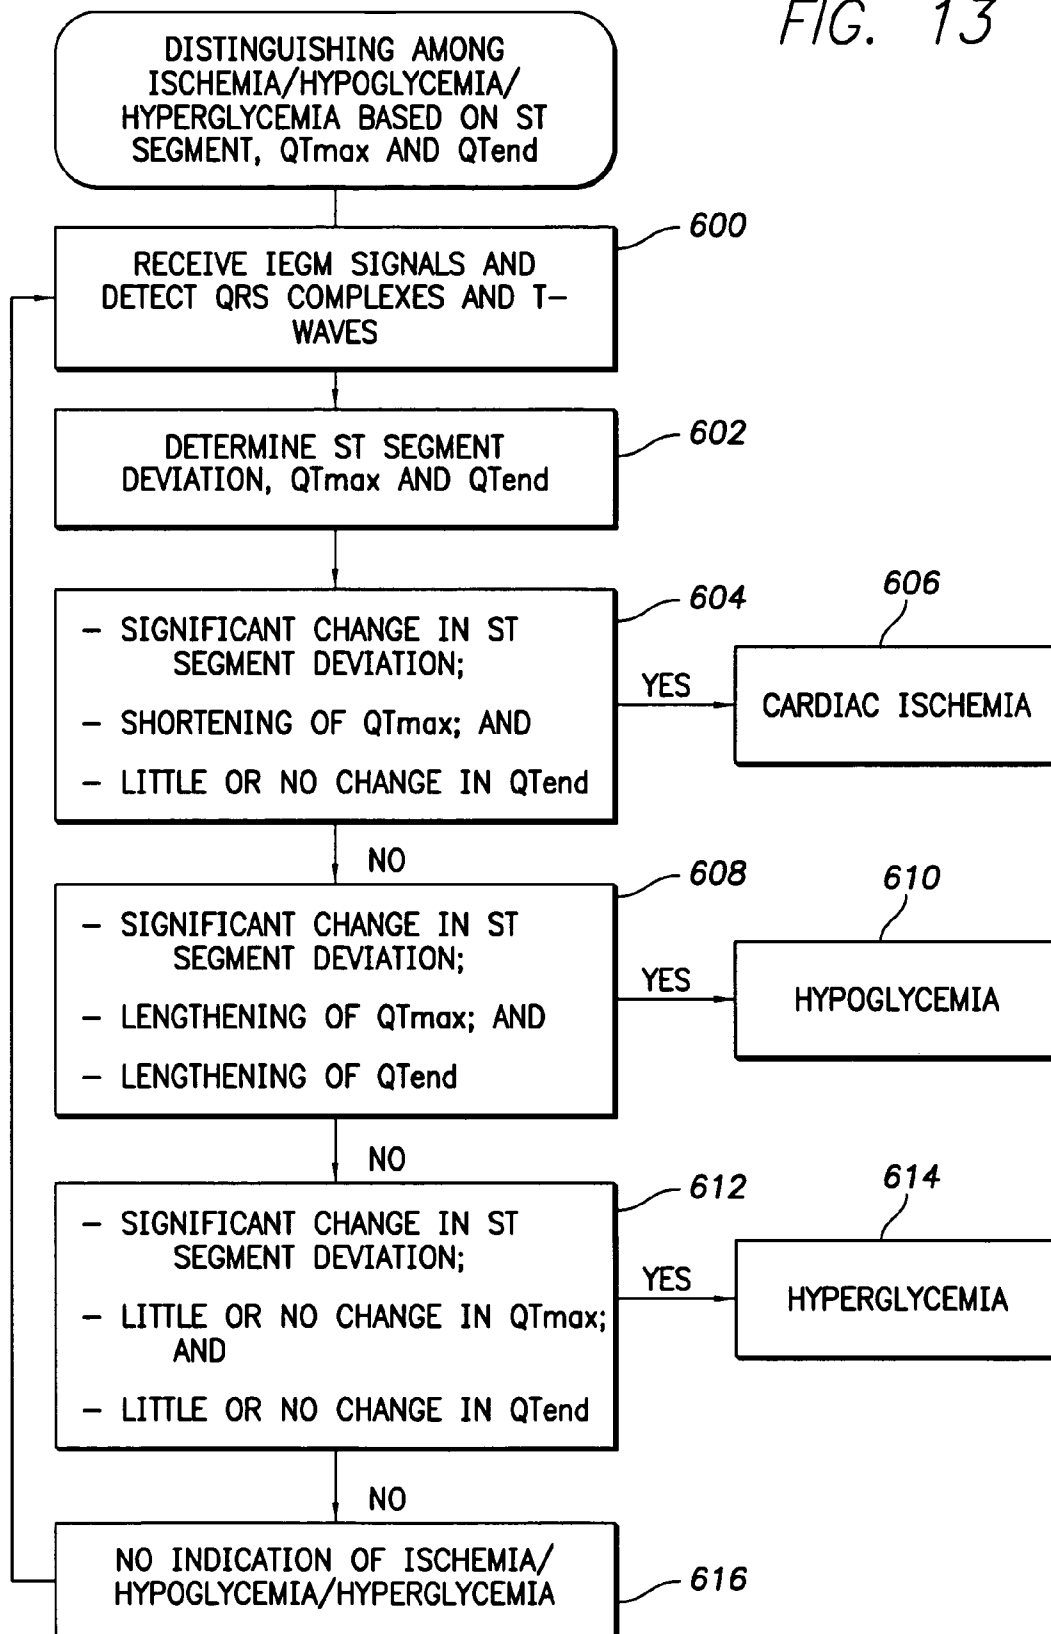 FIG. 13
DISTINGUISHING AMONG
ISCHEMIA/HYPOGLYCEMIA/
HYPERGLYCEMIA BASED ON ST
SEGMENT, QTmax AND QTend
600
RECEIVE IEGM SIGNALS AND
DETECT QRS COMPLEXES AND T–
WAVES
602
DETERMINE ST SEGMENT
DEVIATION, QTmax AND QTend
604
– SIGNIFICANT CHANGE IN ST
SEGMENT DEVIATION;
– SHORTENING OF QTmax; AND
– LITTLE OR NO CHANGE IN QTend
YES
606
CARDIAC ISCHEMIA
NO
608
– SIGNIFICANT CHANGE IN ST
SEGMENT DEVIATION;
– LENGTHENING OF QTmax; AND
– LENGTHENING OF QTend
YES
610
HYPOGLYCEMIA
NO
612
– SIGNIFICANT CHANGE IN ST
SEGMENT DEVIATION;
– LITTLE OR NO CHANGE IN QTmax;
AND
– LITTLE OR NO CHANGE IN QTend
YES
614
HYPERGLYCEMIA
NO
NO INDICATION OF ISCHEMIA/
HYPOGLYCEMIA/HYPERGLYCEMIA
616